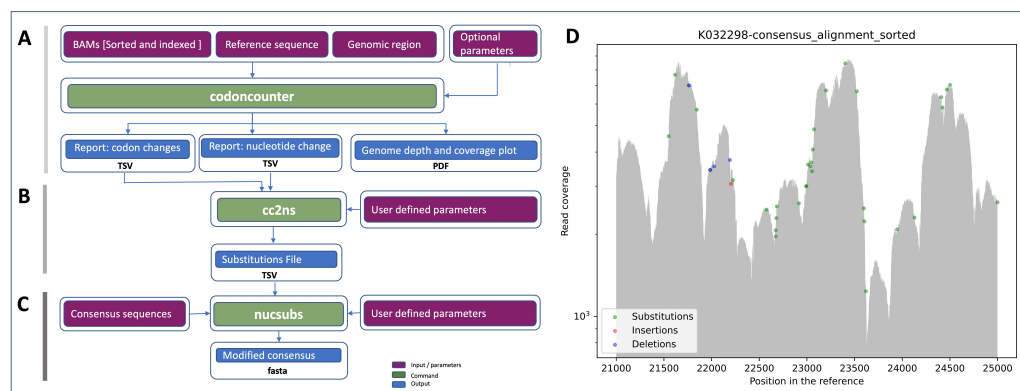 A
BAMs [Sorted and indexed ]
Reference sequence
Genomic region
Optional
parameters
codoncounter
Report: codon changes
TSV
Report: nucleotide change
TSV
Genome depth and coverage plot
PDF
B
cc2ns
User defined parameters
Substitutions File
TSV
C
Consensus sequences
nucsubs
User defined parameters
Modified consensus
fasta
Input / parameters
Command
Output
D
K032298-consensus_alignment_sorted
Read coverage
10³
Substitutions
Insertions
Deletions
21000 21500 22000 22500 23000 23500 24000 24500 25000
Position in the reference